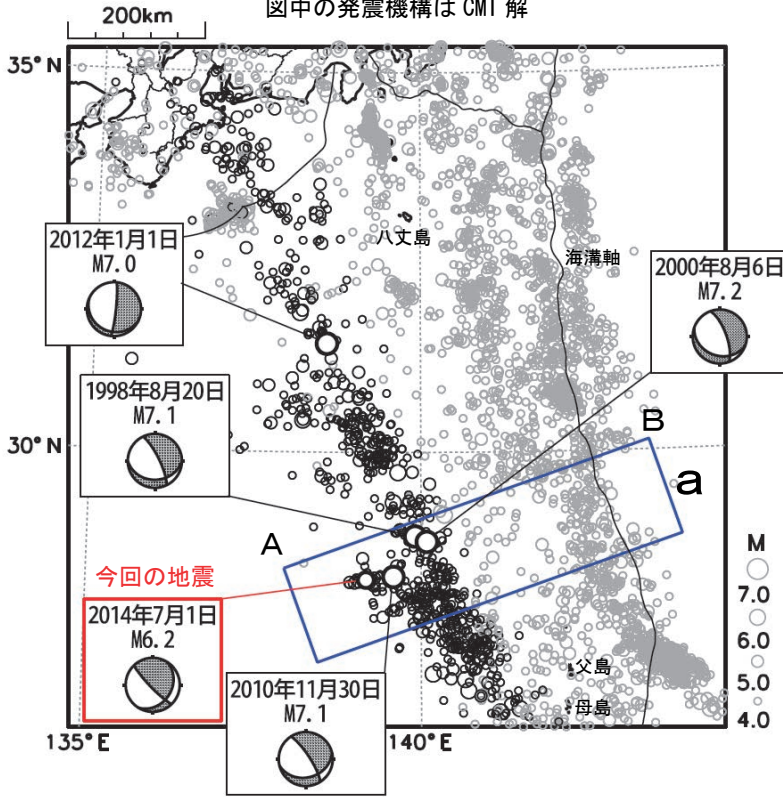 図中の発震機構は CMT 解
200km
35°N
2012年1月1日
M7.0
八丈島
海溝軸
2000年8月6日
M7.2
1998年8月20日
M7.1
30°N
B
a
A
今回の地震
2014年7月1日
M6.2
2010年11月30日
M7.1
父島
母島
M
7.0
6.0
5.0
4.0
135°E
140°E